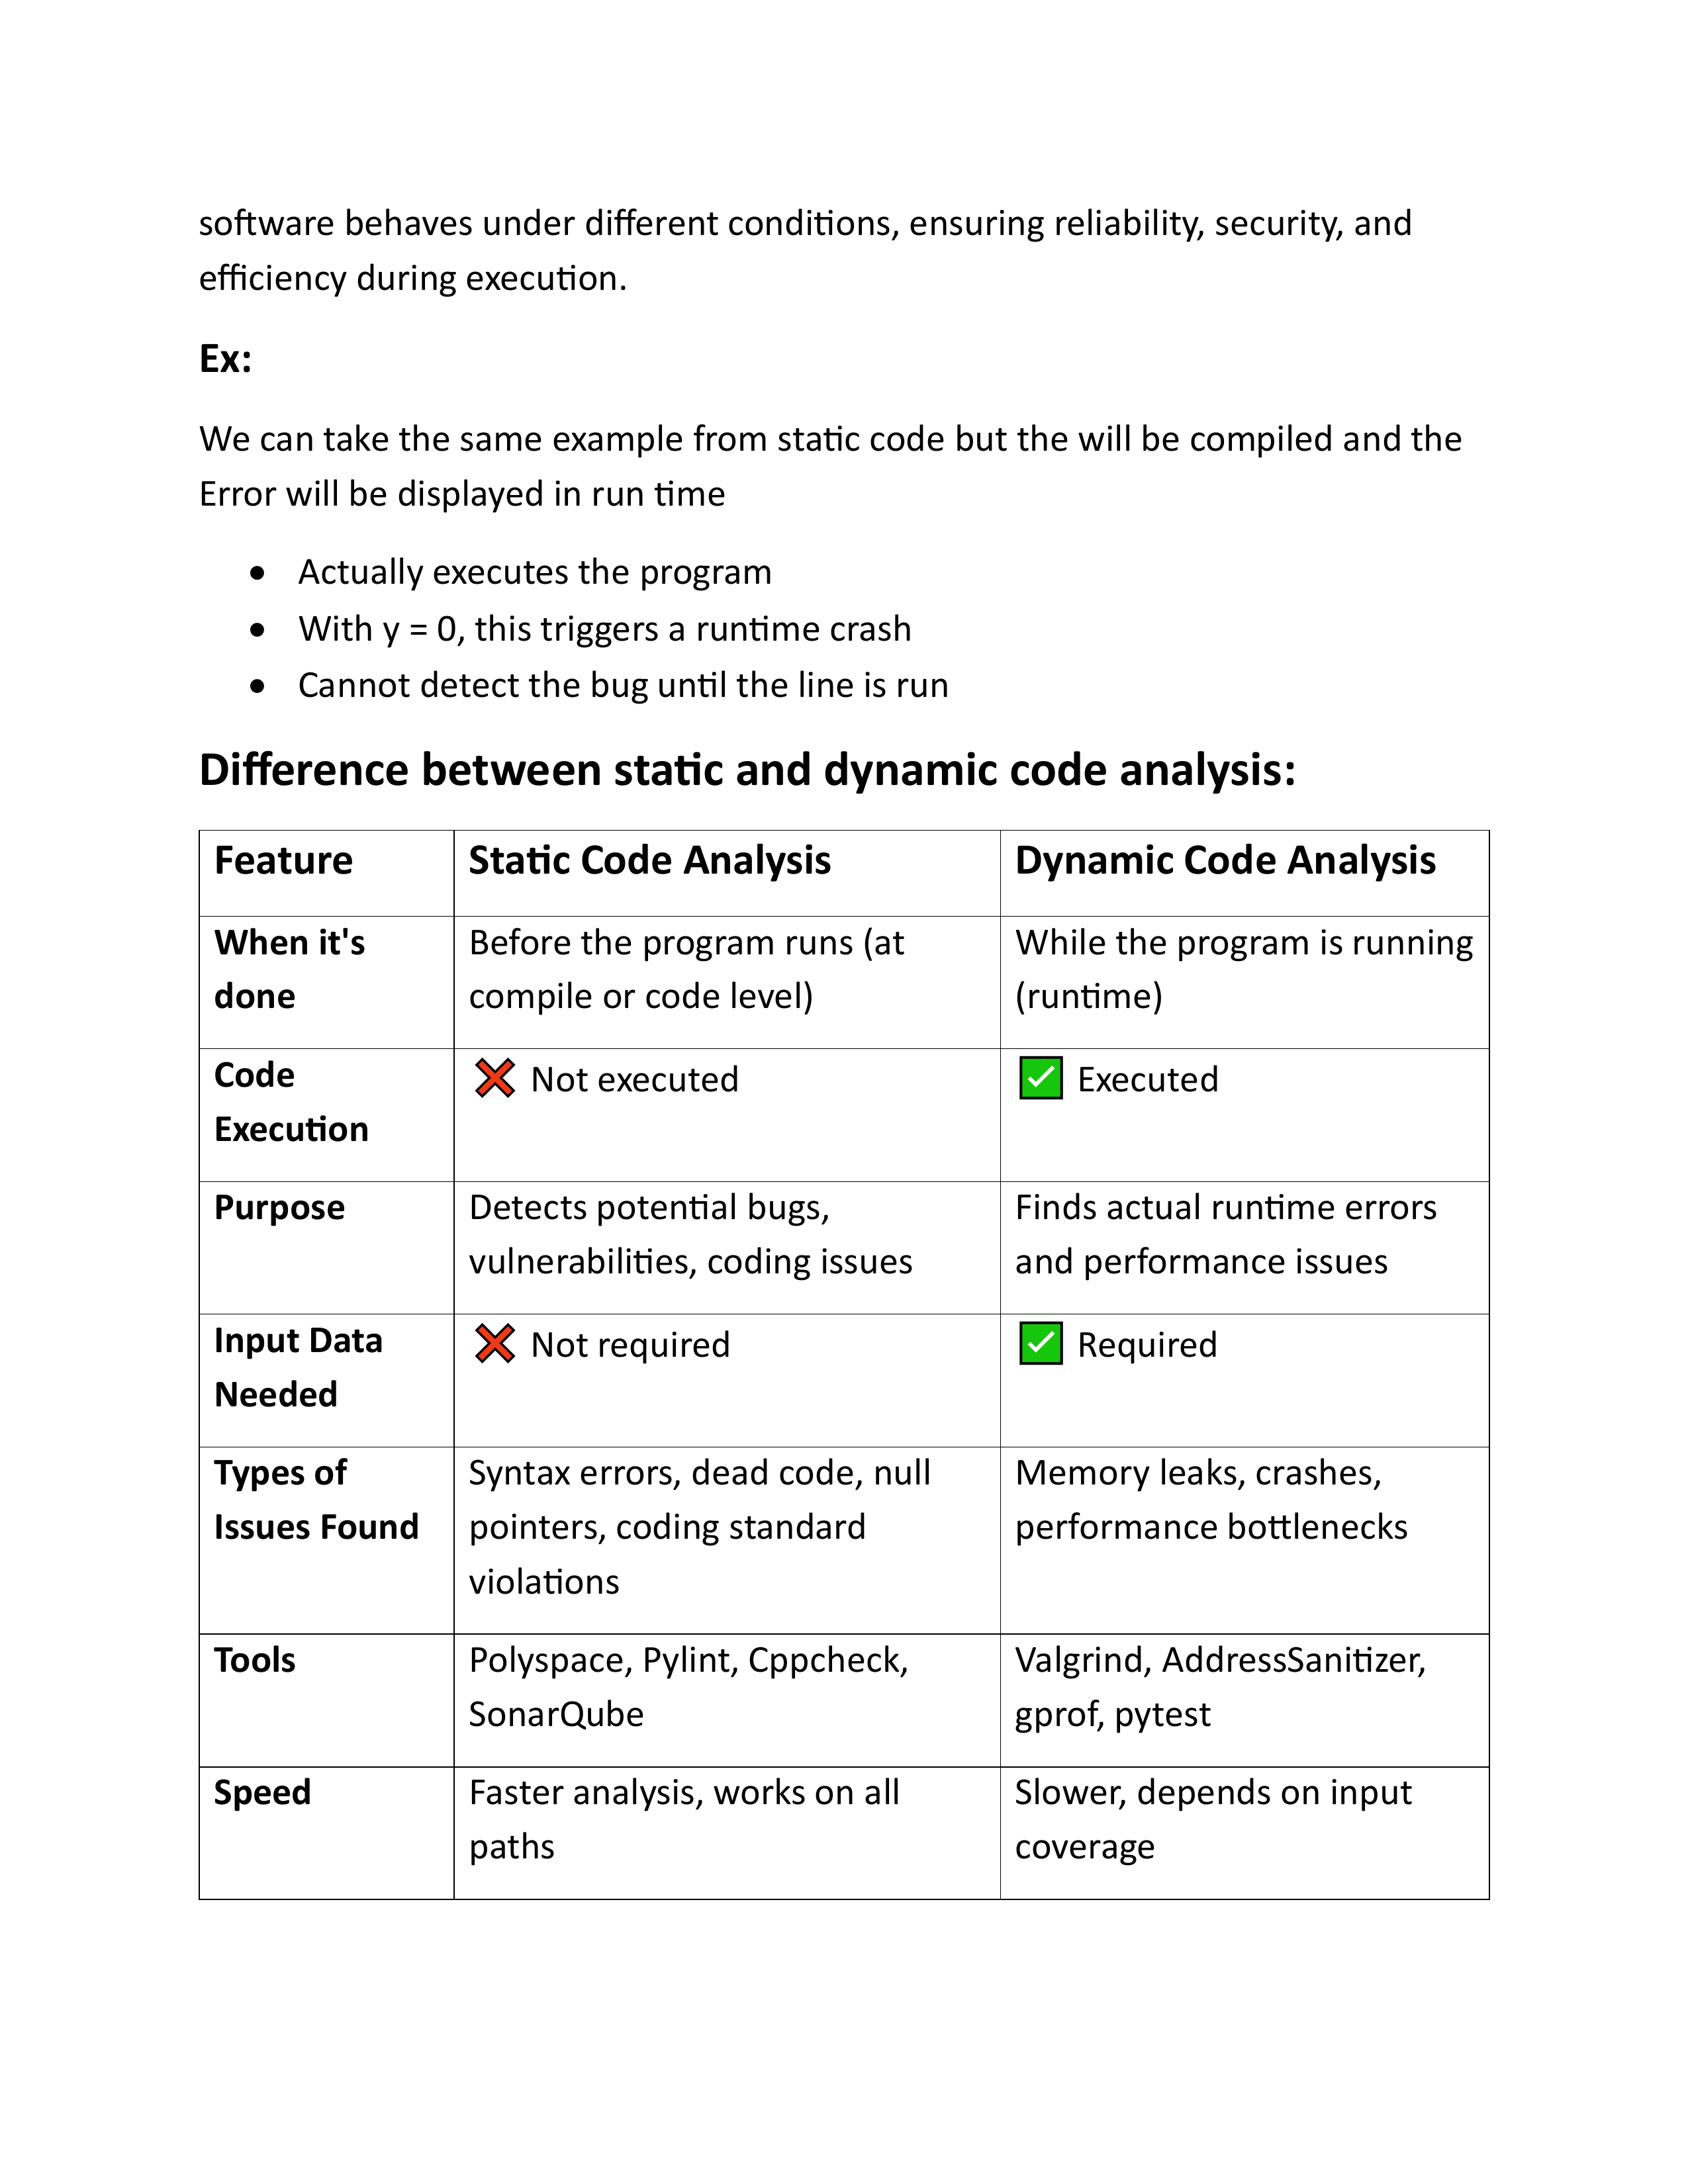 software behaves under different conditions, ensuring reliability, security, and
efficiency during execution.
Ex:
We can take the same example from static code but the will be compiled and the
Error will be displayed in run time
• Actually executes the program
• With y = 0, this triggers a runtime crash
• Cannot detect the bug until the line is run
Difference between static and dynamic code analysis:
Feature
Static Code Analysis
Dynamic Code Analysis
When it's
done
Before the program runs (at
compile or code level)
While the program is running
(runtime)
Code
Execution
❌ Not executed
✅ Executed
Purpose
Detects potential bugs,
vulnerabilities, coding issues
Finds actual runtime errors
and performance issues
Input Data
Needed
❌ Not required
✅ Required
Types of
Issues Found
Syntax errors, dead code, null
pointers, coding standard
violations
Memory leaks, crashes,
performance bottlenecks
Tools
Polyspace, Pylint, Cppcheck,
SonarQube
Valgrind, AddressSanitizer,
gprof, pytest
Speed
Faster analysis, works on all
paths
Slower, depends on input
coverage